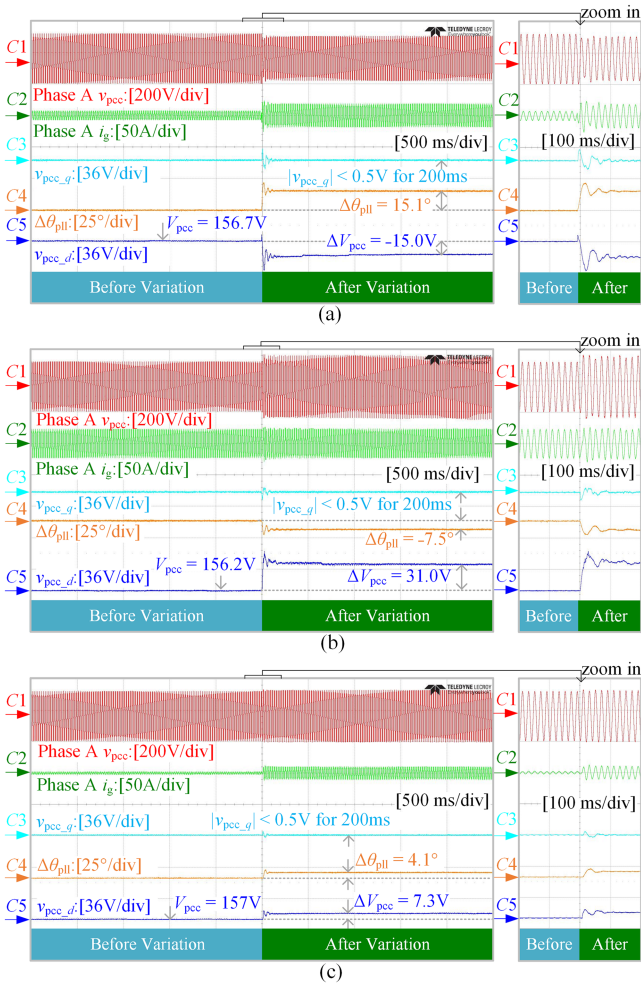 zoom in
TELEDYNE LECROY
C1
C1
Phase A vpcc:[200V/div]
C2
C2
Phase A ig:[50A/div]
[500 ms/div]
[100 ms/div]
C3
C3
vpcc_q:[36V/div]
|vpcc_q| < 0.5V for 200ms
C4
C4
Δθpll = 15.1°
Δθpll:[25°/div]
Vpcc = 156.7V
C5
C5
vpcc_d:[36V/div]
ΔVpcc = -15.0V
Before Variation
After Variation
Before
After
(a)
zoom in
TELEDYNE LECROY
C1
C1
Phase A vpcc:[200V/div]
C2
C2
Phase A ig:[50A/div]
[500 ms/div]
[100 ms/div]
C3
C3
vpcc_q:[36V/div]
|vpcc_q| < 0.5V for 200ms
C4
C4
Δθpll:[25°/div]
Δθpll = -7.5°
Vpcc = 156.2V
C5
C5
vpcc_d:[36V/div]
ΔVpcc = 31.0V
Before Variation
After Variation
Before
After
(b)
zoom in
TELEDYNE LECROY
C1
C1
Phase A vpcc:[200V/div]
C2
C2
Phase A ig:[50A/div]
[500 ms/div]
[100 ms/div]
C3
C3
vpcc_q:[36V/div]
|vpcc_q| < 0.5V for 200ms
C4
C4
Δθpll:[25°/div]
Δθpll = 4.1°
C5
C5
vpcc_d:[36V/div]
Vpcc = 157V
ΔVpcc = 7.3V
Before Variation
After Variation
Before
After
(c)